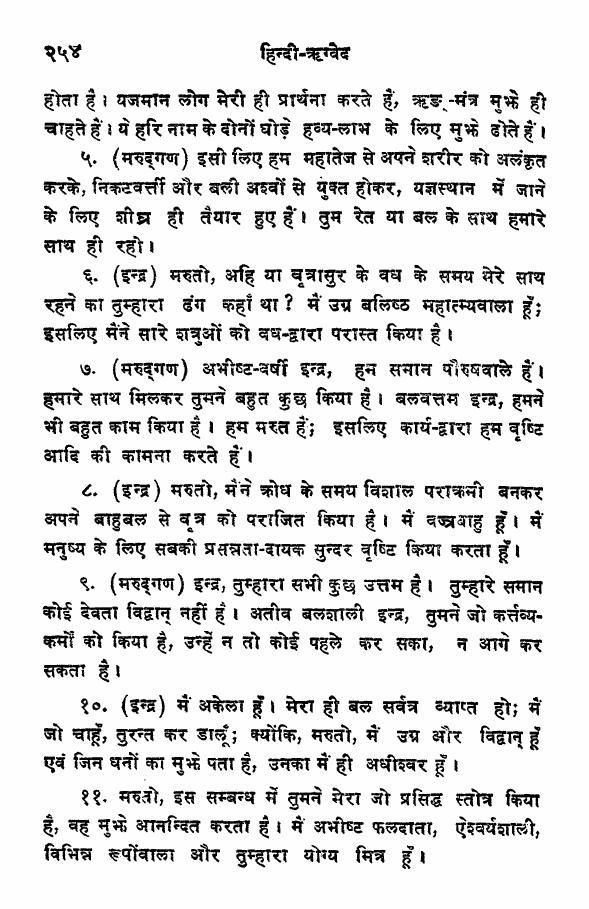 २५४ हिन्दी-ऋग्वेद
होता है। यजमान लोग मेरी ही प्रार्थना करते हैं, ऋङ्-मंत्र मुझे ही
चाहते हैं। ये हरि नाम के दोनों घोड़े हव्य-लाभ के लिए मुझे ढोते हैं।
५. (मरुद्गण) इसी लिए हम महातेज से अपने शरीर को अलंकृत
करके, निकटवर्त्ती और बली अश्वों से युक्त होकर, यज्ञस्थान में जाने
के लिए शीघ्र ही तैयार हुए हैं। तुम रेत या बल के साथ हमारे
साथ ही रहो।
६. (इन्द्र) मरुतो, अहि या वृत्रासुर के वध के समय मेरे साथ
रहने का तुम्हारा ढंग कहाँ था? मैं उग्र बलिष्ठ महात्म्यवाला हूँ;
इसलिए मैंने सारे शत्रुओं को वध-द्वारा परास्त किया है।
७. (मरुद्गण) अभीष्ट-वर्षी इन्द्र, हम समान पौरुषवाले हैं।
हमारे साथ मिलकर तुमने बहुत कुछ किया है। बलवत्तम इन्द्र, हमने
भी बहुत काम किया है। हम मरुत हैं; इसलिए कार्य-द्वारा हम वृष्टि
आदि की कामना करते हैं।
८. (इन्द्र) मरुतो, मैंने क्रोध के समय विशाल पराक्रमी बनकर
अपने बाहुबल से वृत्र को पराजित किया है। मैं वज्रबाहु हूँ। मैं
मनुष्य के लिए सबकी प्रसन्नता-दायक सुन्दर वृष्टि किया करता हूँ।
९. (मरुद्गण) इन्द्र, तुम्हारा सभी कुछ उत्तम है। तुम्हारे समान
कोई देवता विद्वान् नहीं है। अतीव बलशाली इन्द्र, तुमने जो कर्त्तव्य-
कर्मों को किया है, उन्हें न तो कोई पहले कर सका, न आगे कर
सकता है।
१०. (इन्द्र) मैं अकेला हूँ। मेरा ही बल सर्वत्र व्याप्त हो; मैं
जो चाहूँ, तुरन्त कर डालूँ; क्योंकि, मरुतो, मैं उग्र और विद्वान् हूँ
एवं जिन धनों का मुझे पता है, उनका मैं ही अधीश्वर हूँ।
११. मरुतो, इस सम्बन्ध में तुमने मेरा जो प्रसिद्ध स्तोत्र किया
है, वह मुझे आनन्दित करता है। मैं अभीष्ट फलदाता, ऐश्वर्यशाली,
विभिन्न रूपोंवाला और तुम्हारा योग्य मित्र हूँ।